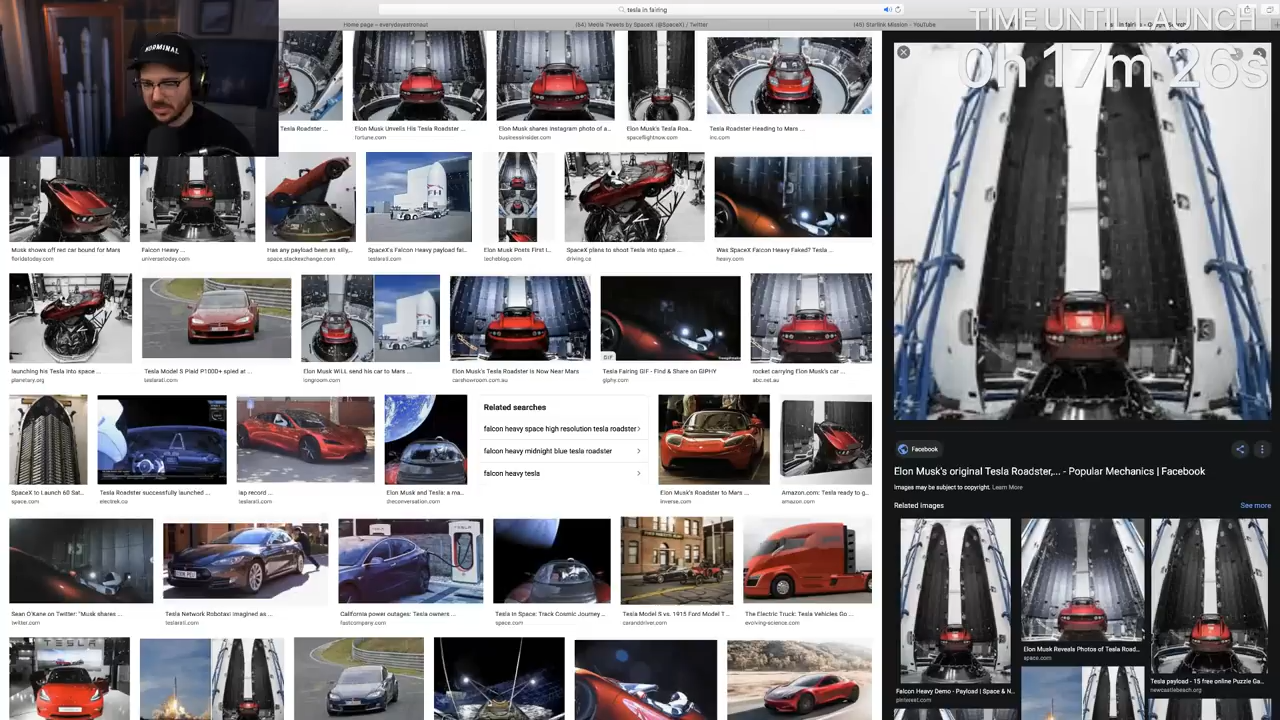 tesla in fairing
Home page – everydayastronaut
(54) Media Tweets by SpaceX (@SpaceX) / Twitter
(45) Starlink Mission - YouTube
TIME UNTIL LAUNCH
0h 17m 26s
NORMINAL
Tesla Roadster ...
Elon Musk Unveils His Tesla Roadster ...
fortune.com
Elon Musk shares Instagram photo of a...
businessinsider.com
Elon Musk's Tesla Roa...
spaceflightnow.com
Tesla Roadster Heading to Mars ...
inc.com
Musk shows off red car bound for Mars
floridatoday.com
Falcon Heavy ...
universetoday.com
Has any payload been as silly,...
space.stackexchange.com
SpaceX's Falcon Heavy payload fai...
teslarati.com
Elon Musk Posts First I...
techeblog.com
SpaceX plans to shoot Tesla into space ...
driving.ca
Was SpaceX Falcon Heavy Faked? Tesla ...
heavy.com
launching his Tesla into space ...
planetary.org
Tesla Model S Plaid P100D+ spied at ...
teslarati.com
Elon Musk WILL send his car to Mars ...
longroom.com
Elon Musk's Tesla Roadster Is Now Near Mars
carshowroom.com.au
GIF
Tesla Fairing GIF - Find & Share on GIPHY
giphy.com
rocket carrying Elon Musk's car ...
abc.net.au
SpaceX to Launch 60 Sat...
space.com
Tesla Roadster successfully launched ...
electrek.co
lap record ...
teslarati.com
Elon Musk and Tesla: a ma...
theconversation.com
Related searches
falcon heavy space high resolution tesla roadster
falcon heavy midnight blue tesla roadster
falcon heavy tesla
Elon Musk's Roadster to Mars ...
inverse.com
Amazon.com: Tesla ready to g...
amazon.com
Sean O'Kane on Twitter: "Musk shares ...
twitter.com
Tesla Network Robotaxi imagined as ...
teslarati.com
California power outages: Tesla owners ...
fastcompany.com
Tesla in Space: Track Cosmic Journey ...
space.com
Tesla Model S vs. 1915 Ford Model T ...
caranddriver.com
The Electric Truck: Tesla Vehicles Go ...
evolving-science.com
Facebook
Elon Musk's original Tesla Roadster,... - Popular Mechanics | Facebook
Images may be subject to copyright. Learn More
Related Images
See more
Falcon Heavy Demo - Payload | Space & N...
pinterest.com
Elon Musk Reveals Photos of Tesla Road...
space.com
Tesla payload - 15 free online Puzzle Ga...
newcastlebeach.org